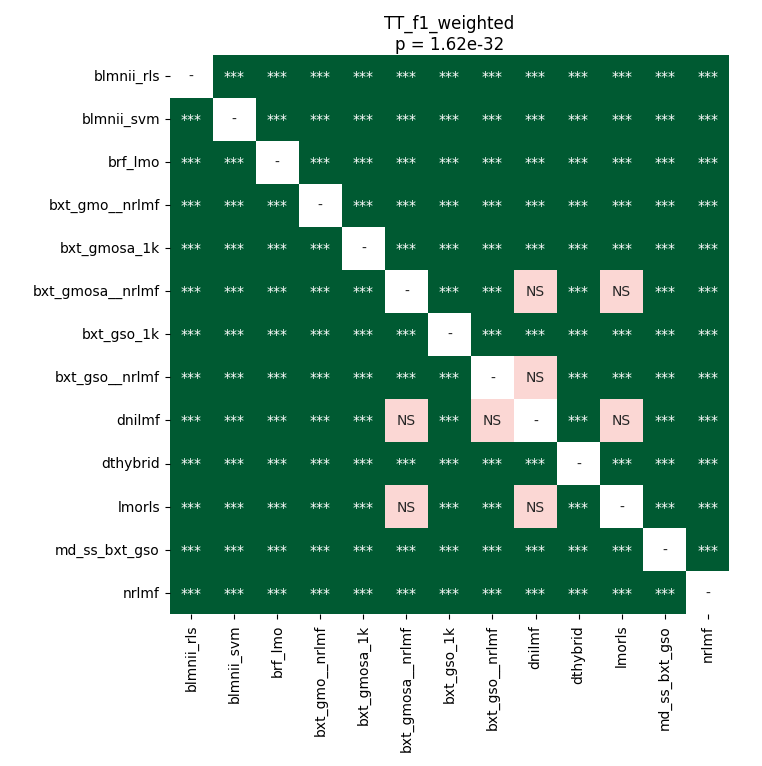 TT_f1_weighted
p = 1.62e-32
blmnii_rls - *** *** *** *** *** *** *** *** *** *** *** ***
blmnii_svm *** - *** *** *** *** *** *** *** *** *** *** ***
brf_lmo *** *** - *** *** *** *** *** *** *** *** *** ***
bxt_gmo__nrlmf *** *** *** - *** *** *** *** *** *** *** *** ***
bxt_gmosa_1k *** *** *** *** - *** *** *** *** *** *** *** ***
bxt_gmosa__nrlmf *** *** *** *** *** - *** *** NS *** NS *** ***
bxt_gso_1k *** *** *** *** *** *** - *** *** *** *** *** ***
bxt_gso__nrlmf *** *** *** *** *** *** *** - NS *** *** *** ***
dnilmf *** *** *** *** *** NS *** NS - *** NS *** ***
dthybrid *** *** *** *** *** *** *** *** *** - *** *** ***
lmorls *** *** *** *** *** NS *** *** NS *** - *** ***
md_ss_bxt_gso *** *** *** *** *** *** *** *** *** *** *** - ***
nrlmf *** *** *** *** *** *** *** *** *** *** *** *** -
blmnii_rls
blmnii_svm
brf_lmo
bxt_gmo__nrlmf
bxt_gmosa_1k
bxt_gmosa__nrlmf
bxt_gso_1k
bxt_gso__nrlmf
dnilmf
dthybrid
lmorls
md_ss_bxt_gso
nrlmf